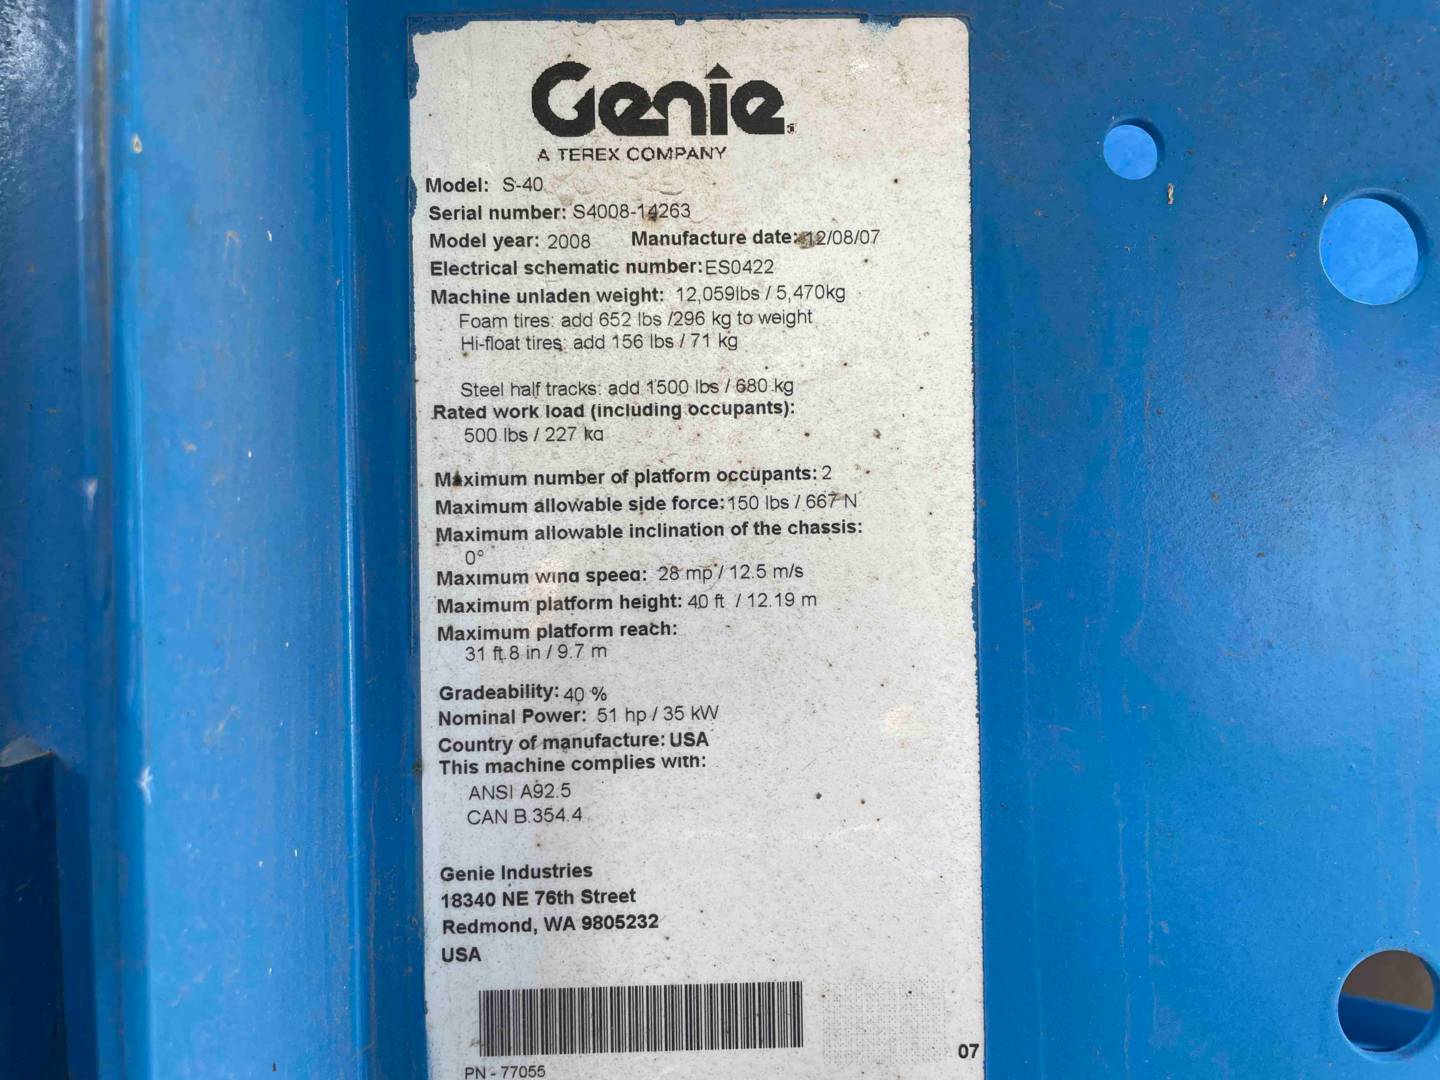 Genie
A TEREX COMPANY
Model: S-40
Serial number: S4008-14263
Model year: 2008 Manufacture date: 12/08/07
Electrical schematic number: ES0422
Machine unladen weight: 12,059lbs / 5,470kg
Foam tires: add 652 lbs /296 kg to weight
Hi-float tires: add 156 lbs / 71 kg
Steel half tracks: add 1500 lbs / 680 kg
Rated work load (including occupants):
500 lbs / 227 kg
Maximum number of platform occupants: 2
Maximum allowable side force: 150 lbs / 667 N
Maximum allowable inclination of the chassis:
0°
Maximum wind speed: 28 mp / 12.5 m/s
Maximum platform height: 40 ft / 12.19 m
Maximum platform reach:
31 ft 8 in / 9.7 m
Gradeability: 40 %
Nominal Power: 51 hp / 35 kW
Country of manufacture: USA
This machine complies with:
ANSI A92.5
CAN B.354.4
Genie Industries
18340 NE 76th Street
Redmond, WA 9805232
USA
07
PN - 77055